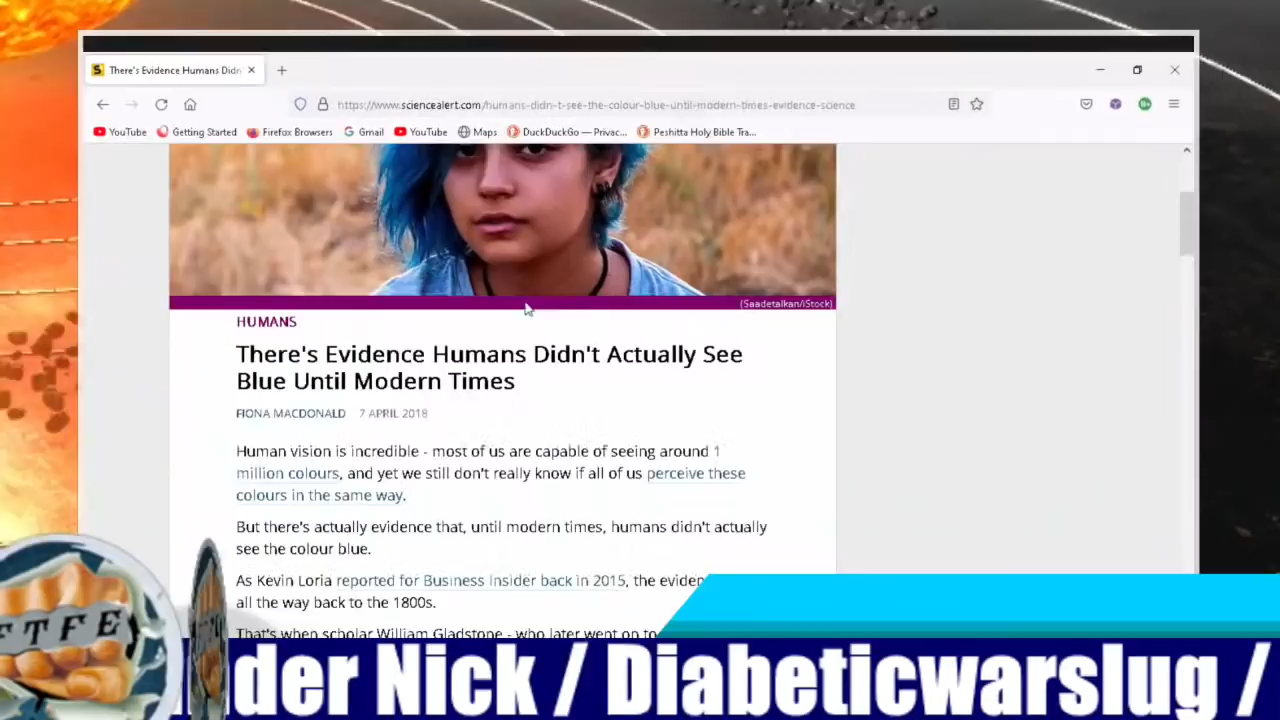 There's Evidence Humans Didn
https://www.sciencealert.com/humans-didn-t-see-the-colour-blue-until-modern-times-evidence-science
YouTube Getting Started Firefox Browsers Gmail YouTube Maps DuckDuckGo — Privac... Peshitta Holy Bible Tra...
(Saadetalkan/iStock)
HUMANS
There's Evidence Humans Didn't Actually See
Blue Until Modern Times
FIONA MACDONALD 7 APRIL 2018
Human vision is incredible - most of us are capable of seeing around 1
million colours, and yet we still don't really know if all of us perceive these
colours in the same way.
But there's actually evidence that, until modern times, humans didn't actually
see the colour blue.
As Kevin Loria reported for Business Insider back in 2015, the eviden
all the way back to the 1800s.
That's when scholar William Gladstone - who later went on to
FTFE
der Nick / Diabeticwarslug /